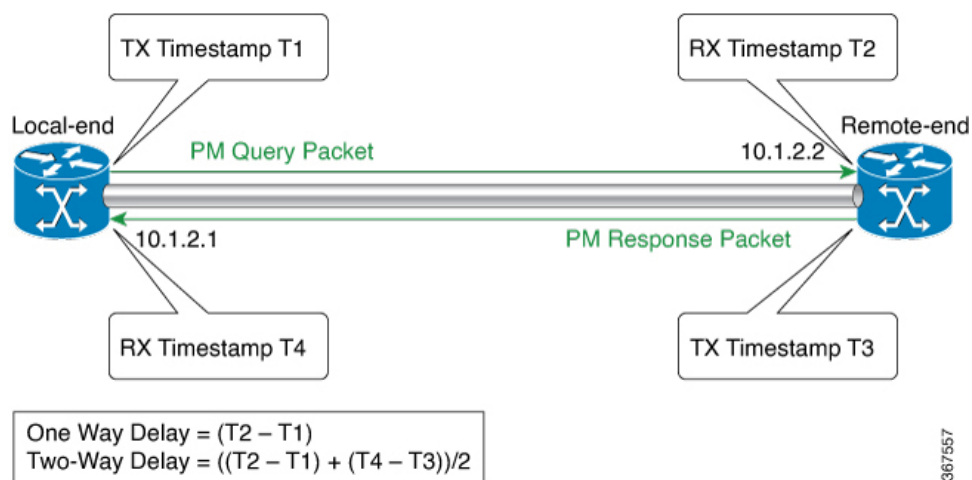 TX Timestamp T1
RX Timestamp T2
Local-end
Remote-end
PM Query Packet
10.1.2.2
10.1.2.1
PM Response Packet
RX Timestamp T4
TX Timestamp T3
One Way Delay = (T2 – T1)
Two-Way Delay = ((T2 – T1) + (T4 – T3))/2
367557